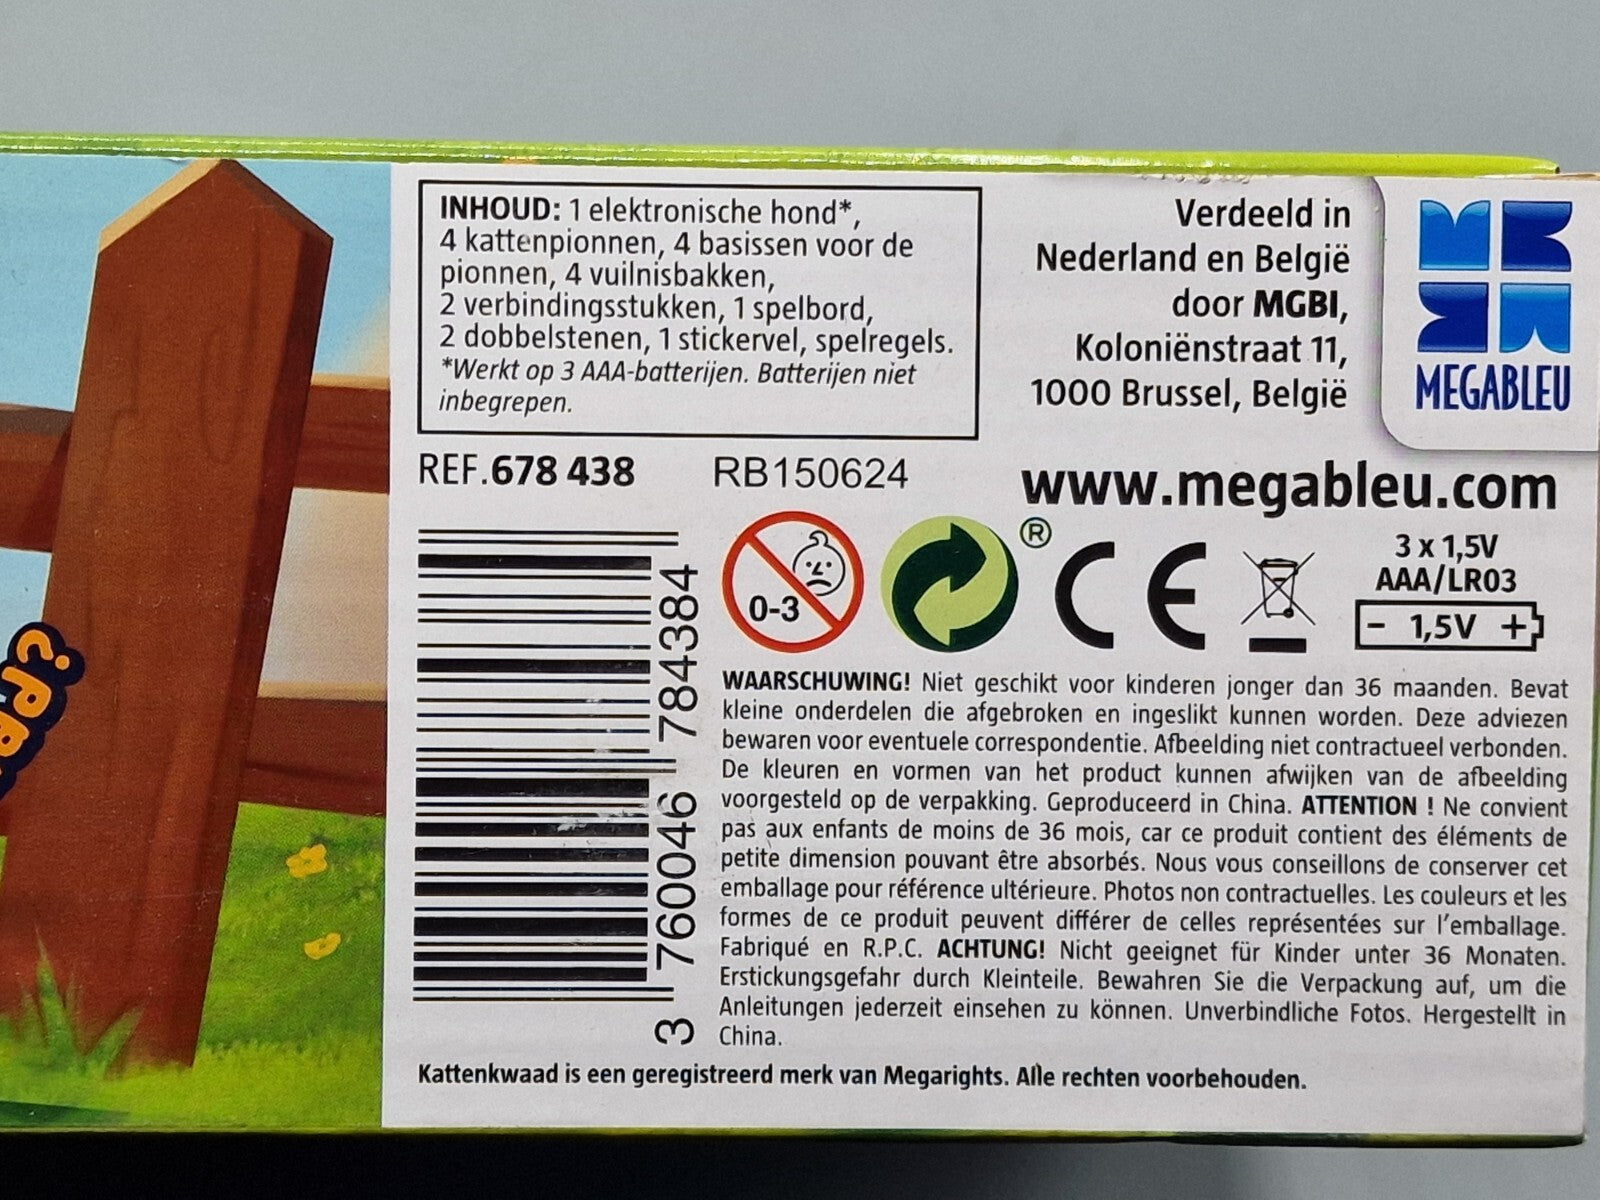 INHOUD: 1 elektronische hond*,
4 kattenpionnen, 4 basissen voor de
pionnen, 4 vuilnisbakken,
2 verbindingsstukken, 1 spelbord,
2 dobbelstenen, 1 stickervel, spelregels.
*Werkt op 3 AAA-batterijen. Batterijen niet
inbegrepen.
Verdeeld in
Nederland en België
door MGBI,
Koloniënstraat 11,
1000 Brussel, België
MEGABLEU
REF.678 438
RB150624
www.megableu.com
3 760046 784384
0-3
®
CE
3 x 1,5V
AAA/LR03
- 1,5V +
WAARSCHUWING! Niet geschikt voor kinderen jonger dan 36 maanden. Bevat
kleine onderdelen die afgebroken en ingeslikt kunnen worden. Deze adviezen
bewaren voor eventuele correspondentie. Afbeelding niet contractueel verbonden.
De kleuren en vormen van het product kunnen afwijken van de afbeelding
voorgesteld op de verpakking. Geproduceerd in China. ATTENTION ! Ne convient
pas aux enfants de moins de 36 mois, car ce produit contient des éléments de
petite dimension pouvant être absorbés. Nous vous conseillons de conserver cet
emballage pour référence ultérieure. Photos non contractuelles. Les couleurs et les
formes de ce produit peuvent différer de celles représentées sur l'emballage.
Fabriqué en R.P.C. ACHTUNG! Nicht geeignet für Kinder unter 36 Monaten.
Erstickungsgefahr durch Kleinteile. Bewahren Sie die Verpackung auf, um die
Anleitungen jederzeit einsehen zu können. Unverbindliche Fotos. Hergestellt in
China.
Kattenkwaad is een geregistreerd merk van Megarights. Alle rechten voorbehouden.